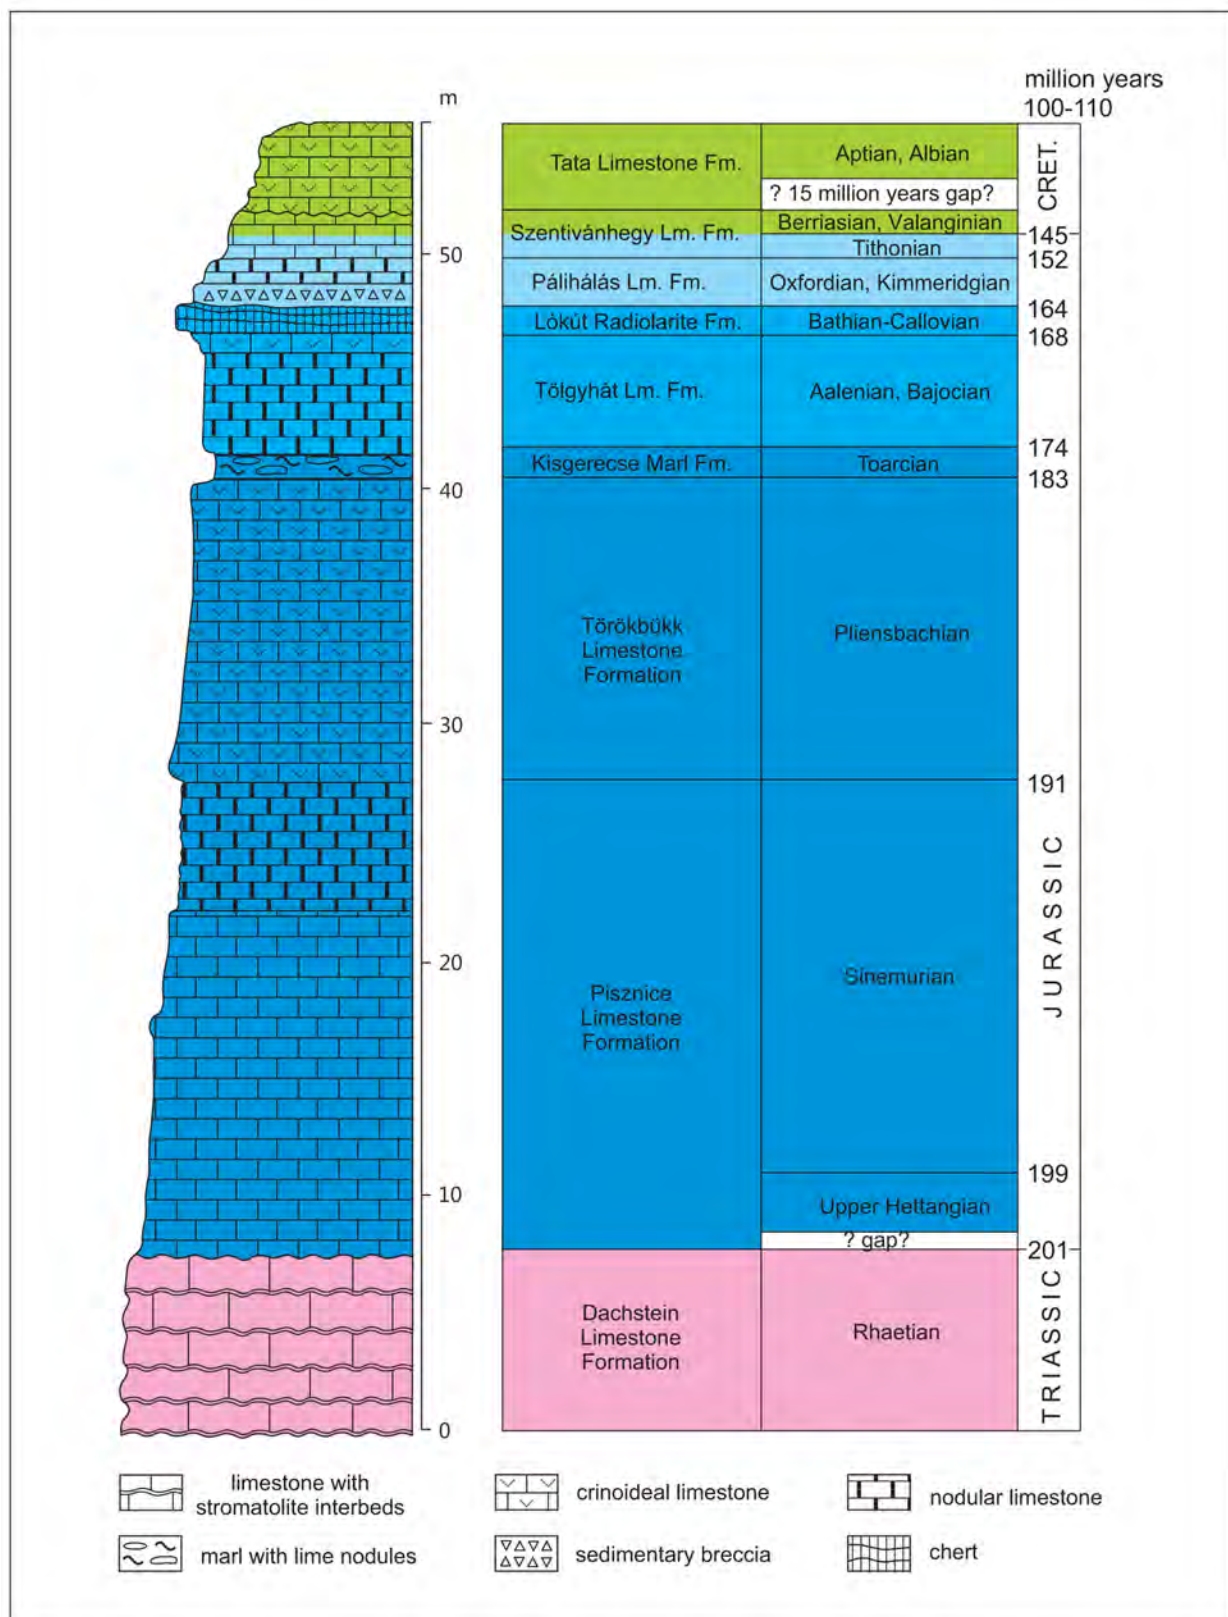 million years
100-110
m
50
40
30
20
10
0
Tata Limestone Fm.
Aptian, Albian
? 15 million years gap?
Berriasian, Valanginian
Szentivánhegy Lm. Fm.
Tithonian
Pálihálás Lm. Fm.
Oxfordian, Kimmeridgian
Lókút Radiolarite Fm.
Bathian-Callovian
Tölgyhát Lm. Fm.
Aalenian, Bajocian
Kisgerecse Marl Fm.
Toarcian
Törökbükk
Limestone
Formation
Pliensbachian
Pisznice
Limestone
Formation
Sinemurian
Upper Hettangian
? gap?
Dachstein
Limestone
Formation
Rhaetian
CRET.
145
152
164
168
174
183
191
JURASSIC
199
201
TRIASSIC
limestone with
stromatolite interbeds
crinoideal limestone
nodular limestone
marl with lime nodules
sedimentary breccia
chert